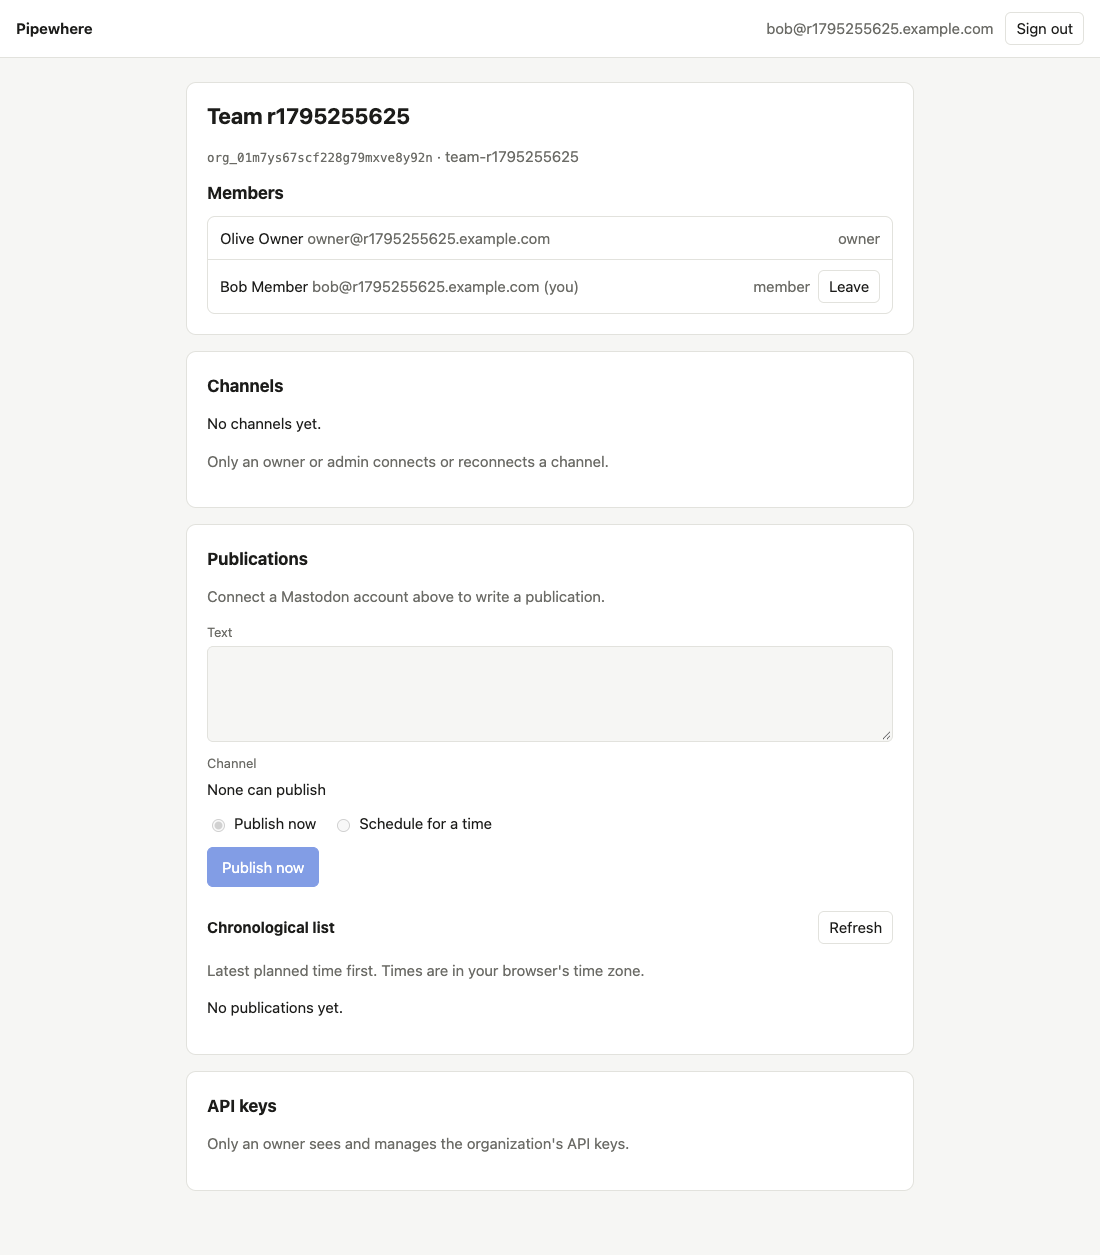 Pipewhere
bob@r1795255625.example.com
Sign out
Team r1795255625
org_01m7ys67scf228g79mxve8y92n · team-r1795255625
Members
Olive Owner owner@r1795255625.example.com owner
Bob Member bob@r1795255625.example.com (you) member Leave
Channels
No channels yet.
Only an owner or admin connects or reconnects a channel.
Publications
Connect a Mastodon account above to write a publication.
Text
Channel
None can publish
Publish now Schedule for a time
Publish now
Chronological list Refresh
Latest planned time first. Times are in your browser's time zone.
No publications yet.
API keys
Only an owner sees and manages the organization's API keys.